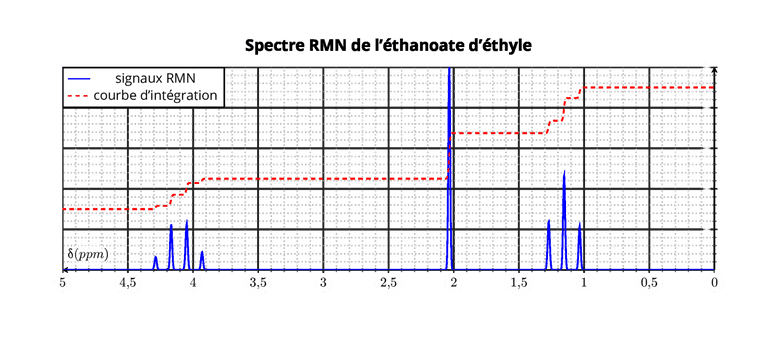 Spectre RMN de l'éthanoate d'éthyle
signaux RMN
courbe d'intégration
δ(ppm)
5 4,5 4 3,5 3 2,5 2 1,5 1 0,5 0